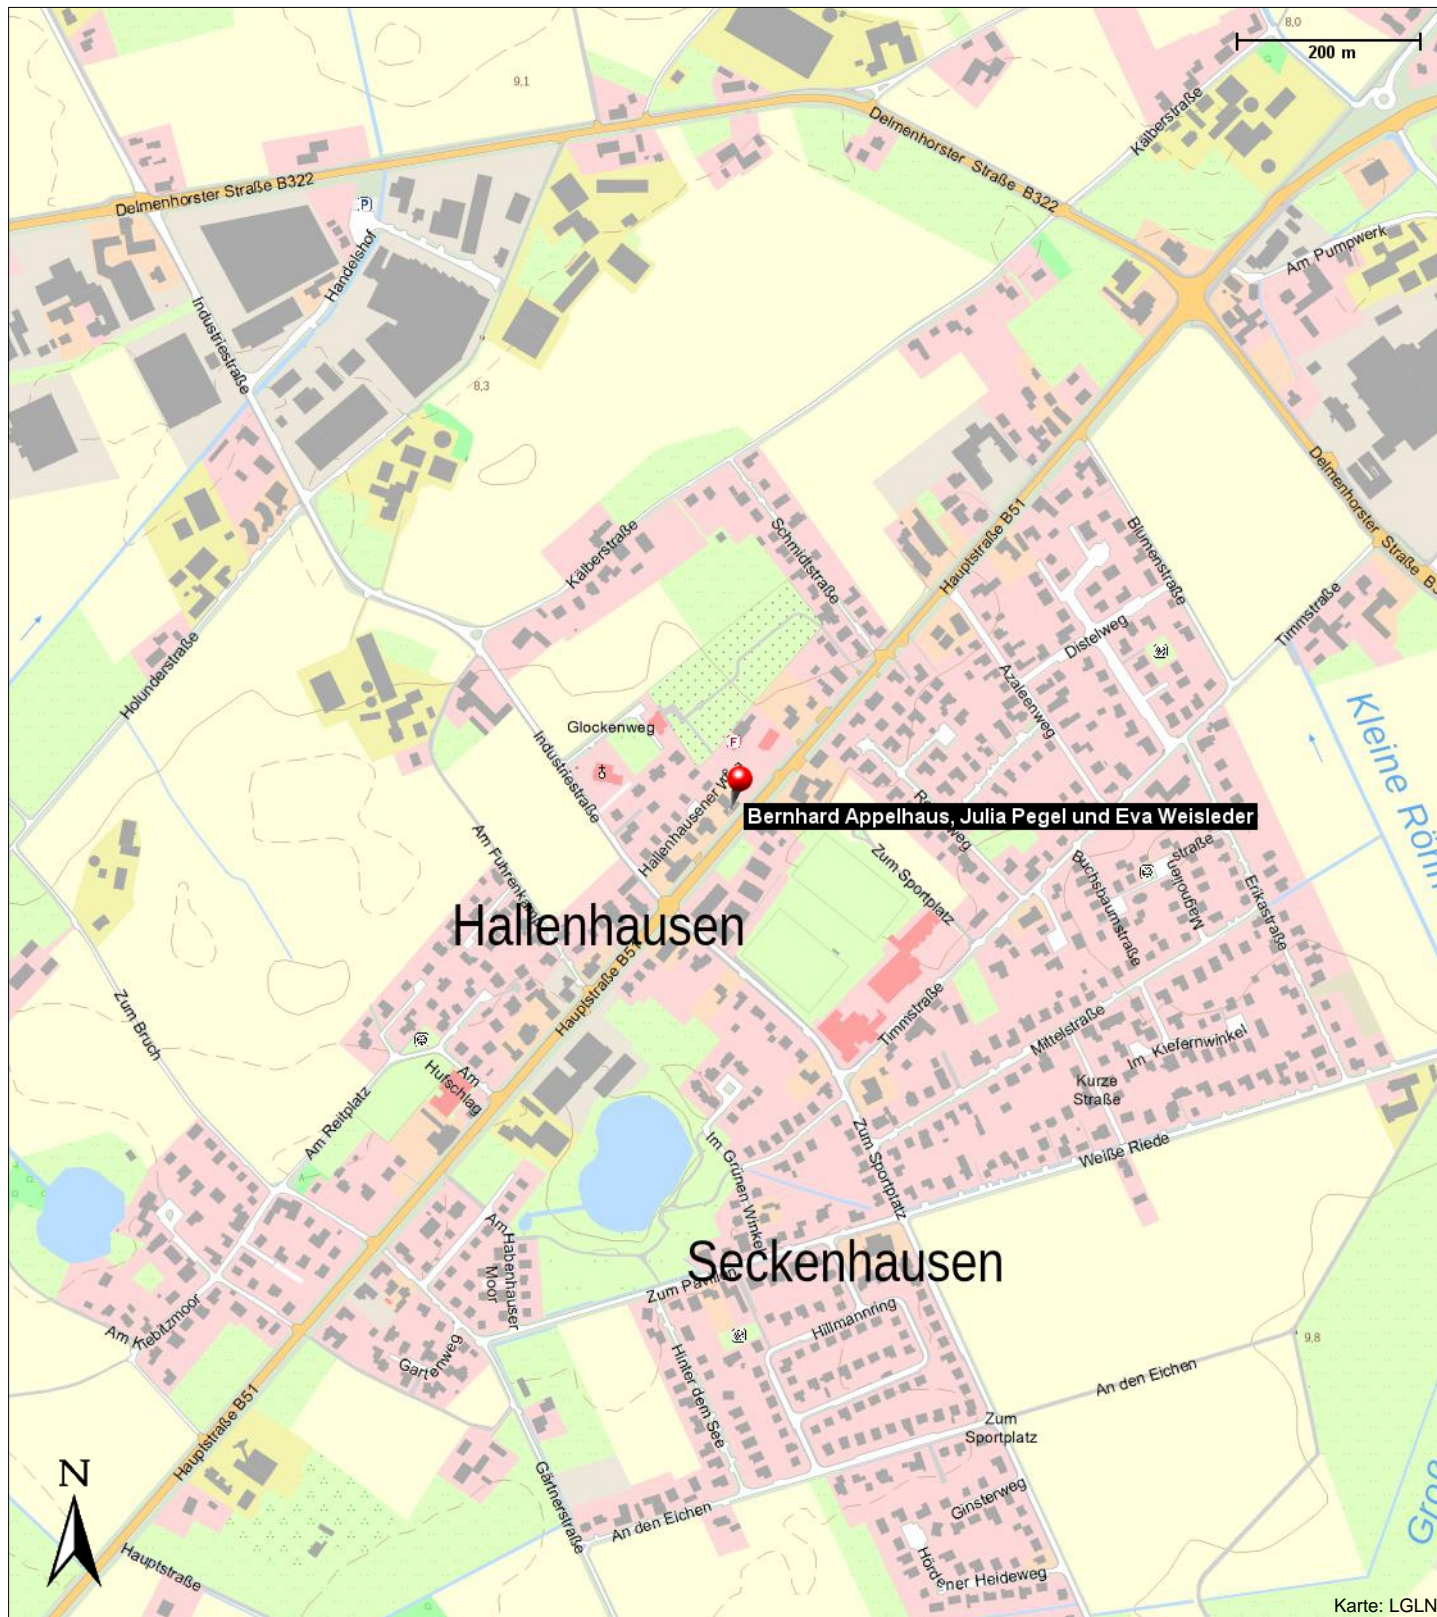 8,0
200 m
9,1
Kälberstraße
Delmenhorster Straße B322
Delmenhorster Straße B322
P
Handelshof
Am Pumpwerk
Industriestraße
8,3
Delmenhorster Straße
Hauptstraße B51
Schmidtstraße
Kälberstraße
Blumenstraße
Timmstraße
Distelweg
Holunderstraße
Azaleenweg
Glockenweg
F
Industriestraße
Hallenhausener
Bernhard Appelhaus, Julia Pegel und Eva Weisleder
Kleine
Am Fuhrenkamp
Zum Sportplatz
Buchsbaumstraße
Magnolien
straße
Erikastraße
Hallenhausen
Hauptstraße B51
Zum Bruch
Timmstraße
Mittelstraße
Im Kiefernwinkel
Am
Hufschlag
Kurze
Straße
Am Reitplatz
Im Grünen Winkel
Zum Sportplatz
Weiße Riede
Am
Habenhauser
Moor
Seckenhausen
Zum Pavillon
Am Kiebitzmoor
Hillmannring
Gartenweg
9,8
Hinter dem See
An den Eichen
Hauptstraße B51
Zum
Sportplatz
N
Gärtnerstraße
Ginsterweg
An den Eichen
Hauptstraße
Hördener Heideweg
Karte: LGLN